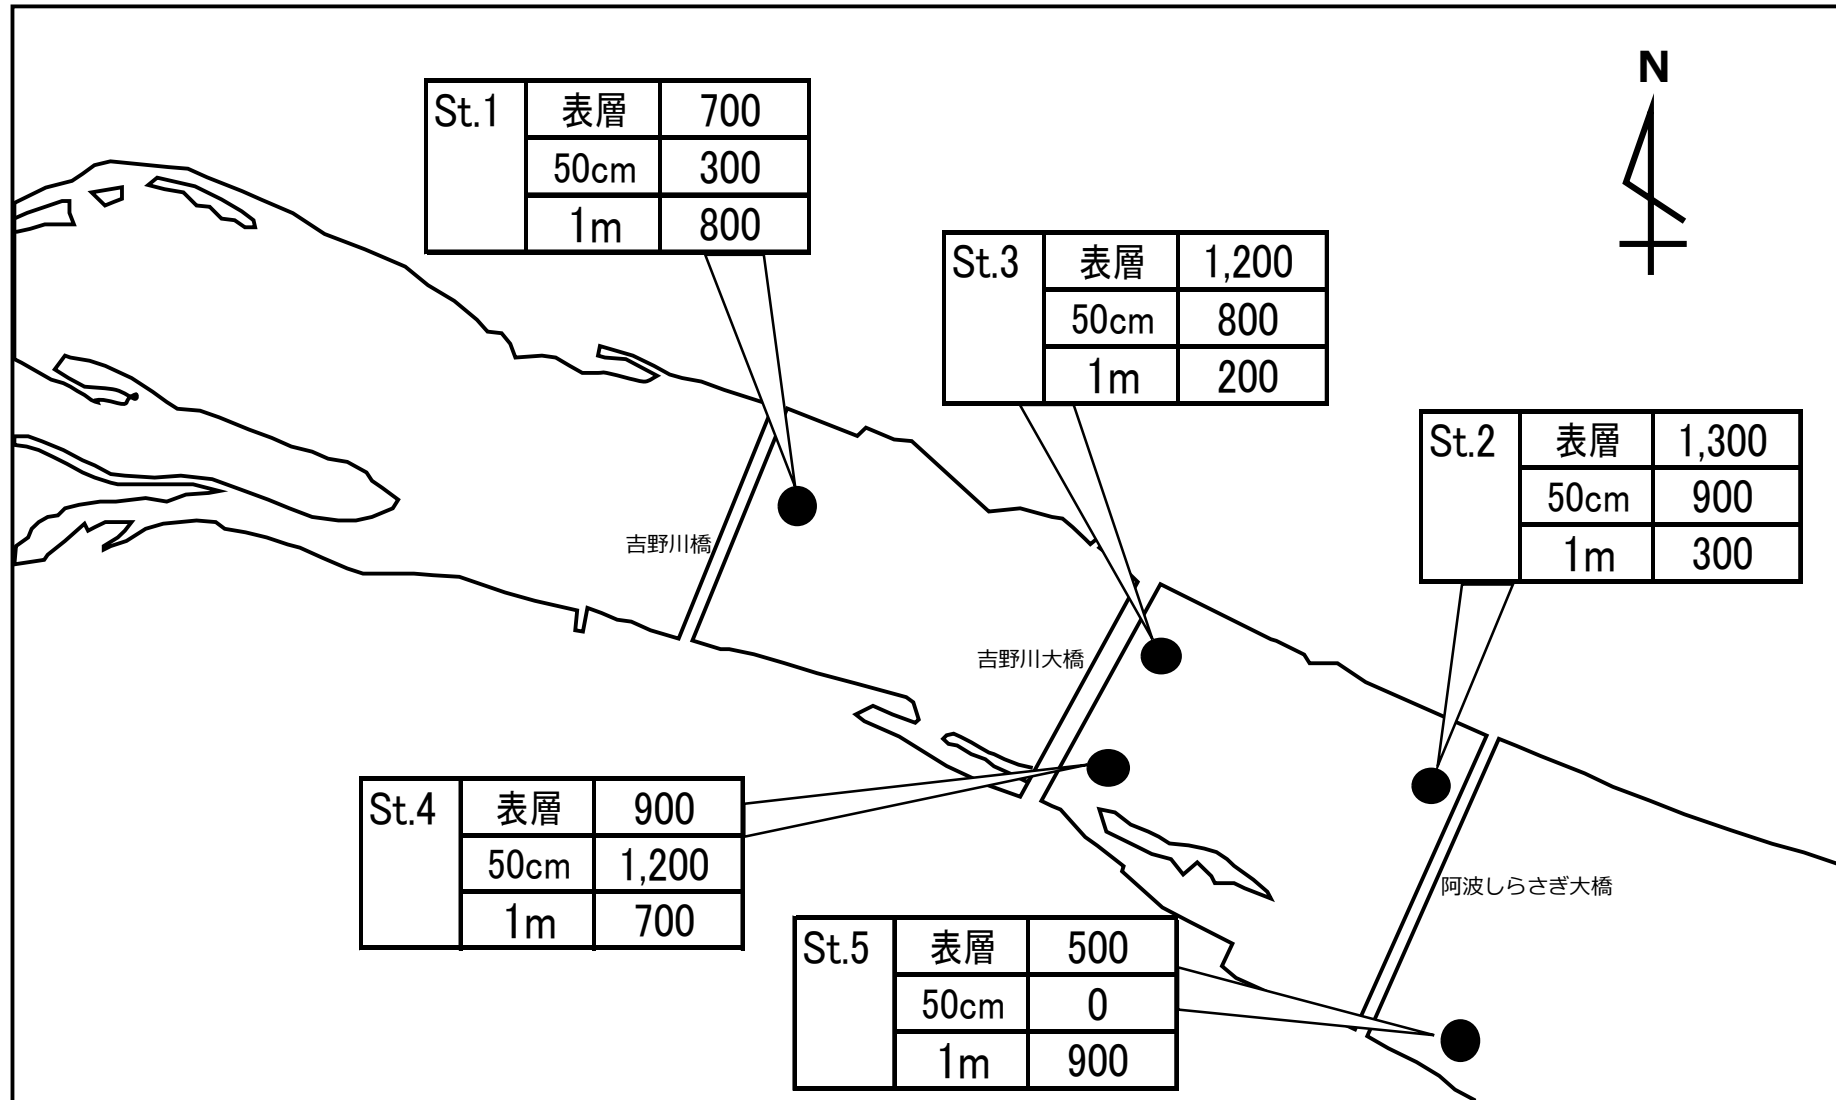 N
St.1 表層 700
50cm 300
1m 800
St.3 表層 1,200
50cm 800
1m 200
St.2 表層 1,300
50cm 900
1m 300
吉野川橋
吉野川大橋
St.4 表層 900
50cm 1,200
1m 700
阿波しらさぎ大橋
St.5 表層 500
50cm 0
1m 900